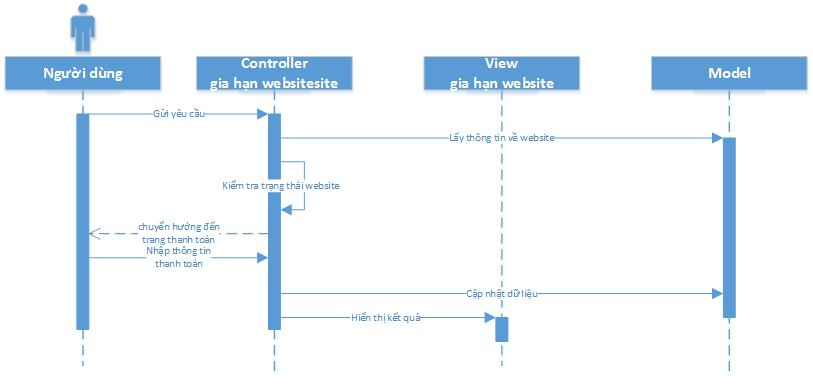 Người dùng
Controller
gia hạn websitesite
View
gia hạn website
Model
Gửi yêu cầu
Lấy thông tin về website
Kiểm tra trạng thái website
chuyển hướng đến
trang thanh toán
Nhập thông tin
thanh toán
Cập nhật dữ liệu
Hiển thị kết quả